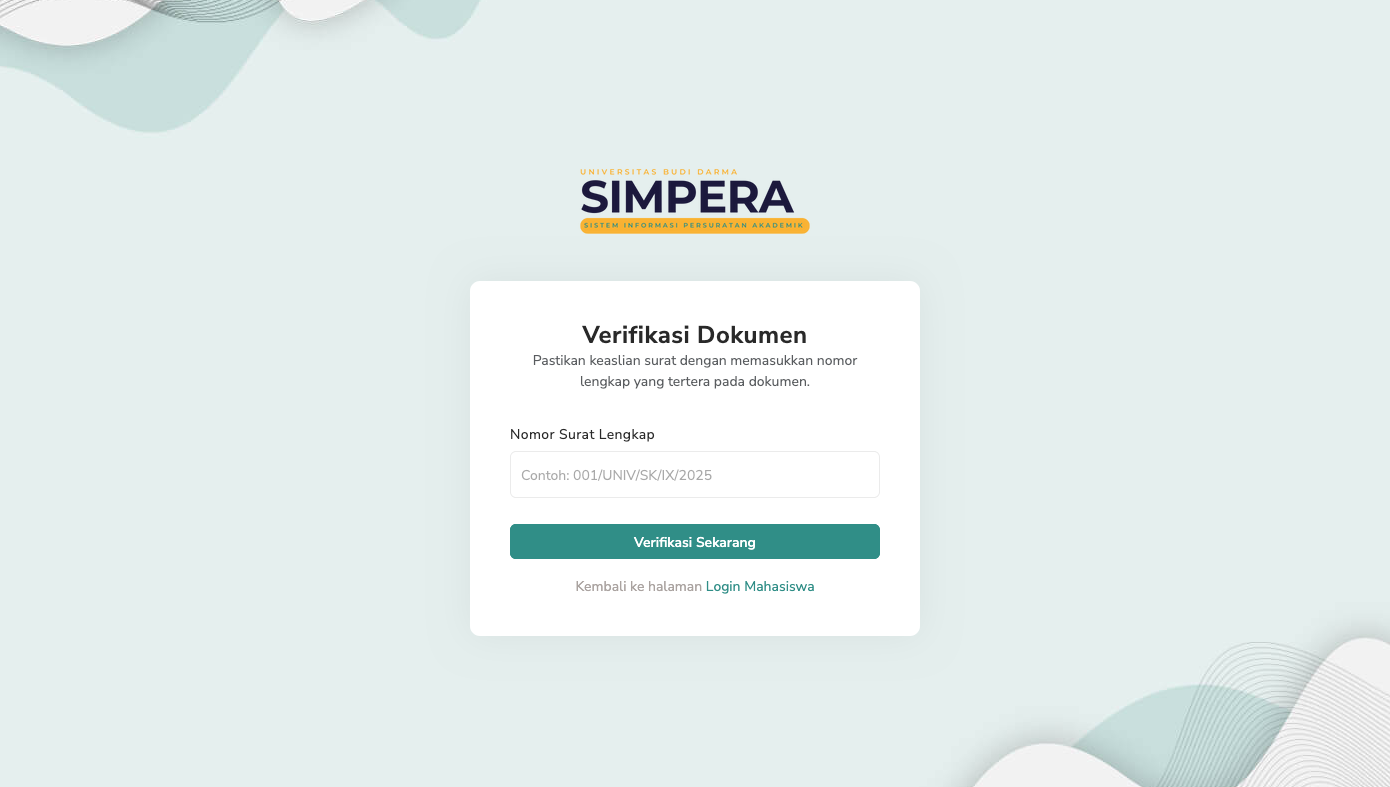 UNIVERSITAS BUDI DARMA
SIMPERA
SISTEM INFORMASI PERSURATAN AKADEMIK
Verifikasi Dokumen
Pastikan keaslian surat dengan memasukkan nomor
lengkap yang tertera pada dokumen.
Nomor Surat Lengkap
Contoh: 001/UNIV/SK/IX/2025
Verifikasi Sekarang
Kembali ke halaman Login Mahasiswa